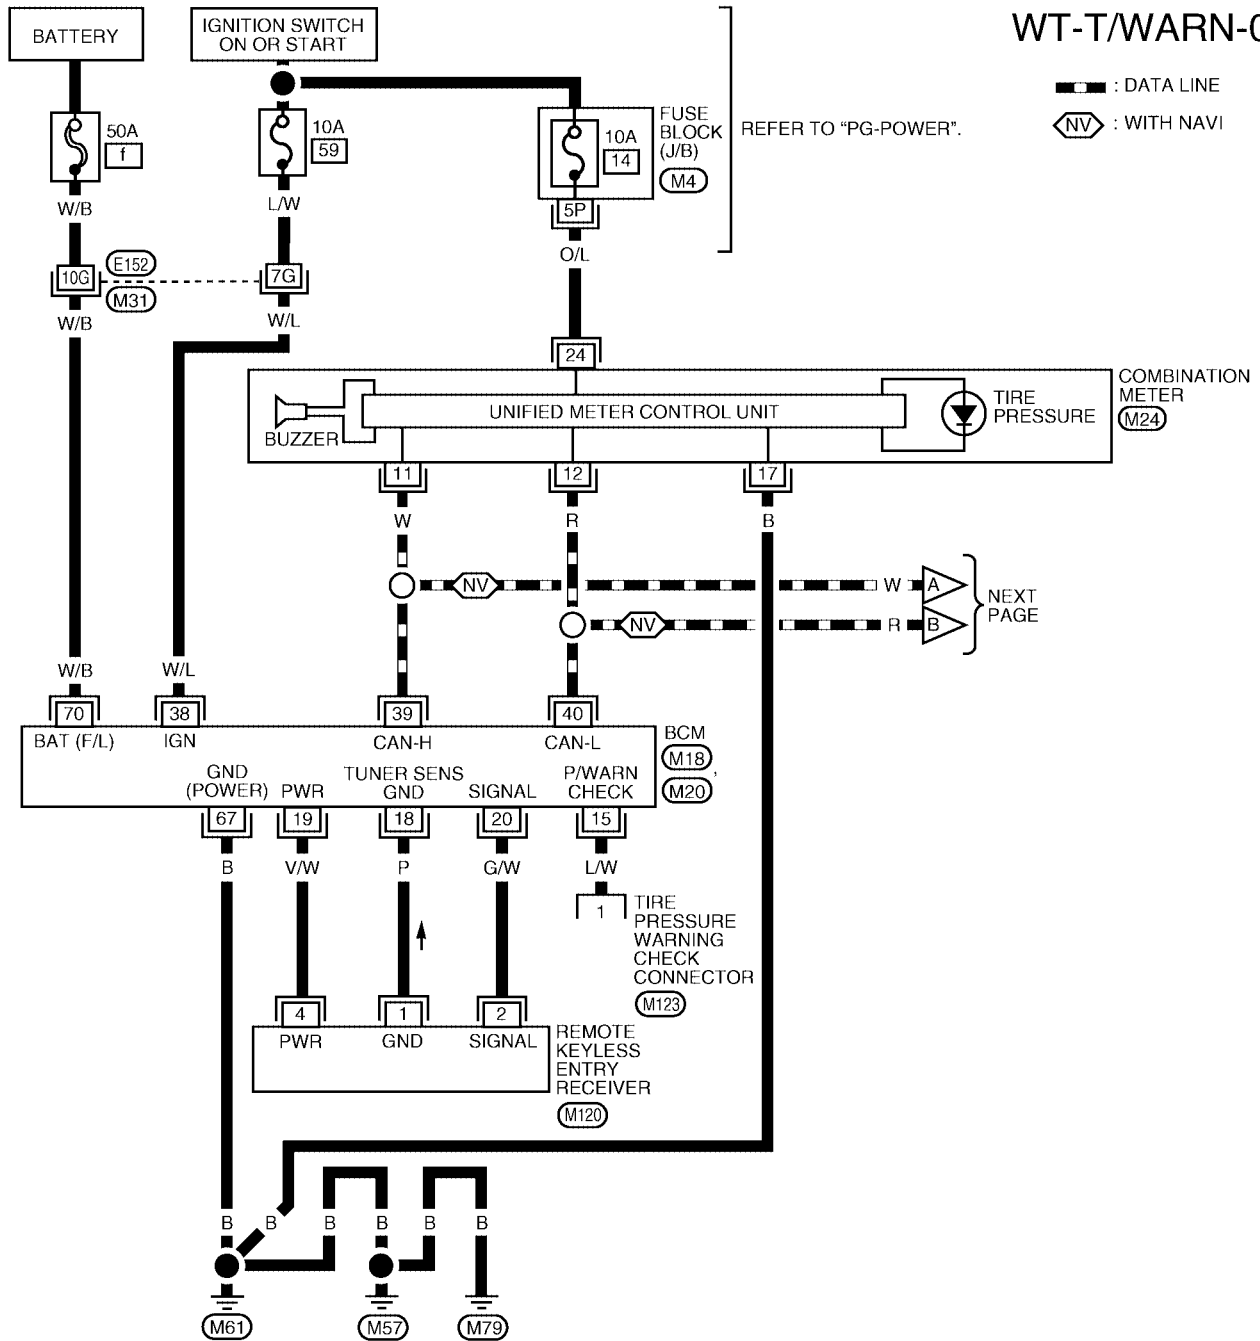 WT-T/WARN-0
BATTERY
IGNITION SWITCH
ON OR START
: DATA LINE
NV : WITH NAVI
50A
f
10A
59
10A
14
FUSE
BLOCK
(J/B)
M4
REFER TO “PG-POWER”.
W/B
L/W
5P
O/L
10G
E152
M31
7G
W/B
W/L
24
COMBINATION
METER
M24
UNIFIED METER CONTROL UNIT
BUZZER
TIRE
PRESSURE
11
12
17
W
R
B
NV
W
A
NV
R
B
NEXT
PAGE
W/B
W/L
70
38
39
40
BAT (F/L)
IGN
CAN-H
CAN-L
BCM
M18 ,
M20
GND
(POWER)
PWR
TUNER SENS
GND
SIGNAL
P/WARN
CHECK
67
19
18
20
15
B
V/W
P
G/W
L/W
1
TIRE
PRESSURE
WARNING
CHECK
CONNECTOR
M123
4
1
2
PWR
GND
SIGNAL
REMOTE
KEYLESS
ENTRY
RECEIVER
M120
B
B
B
B
B
B
M61
M57
M79